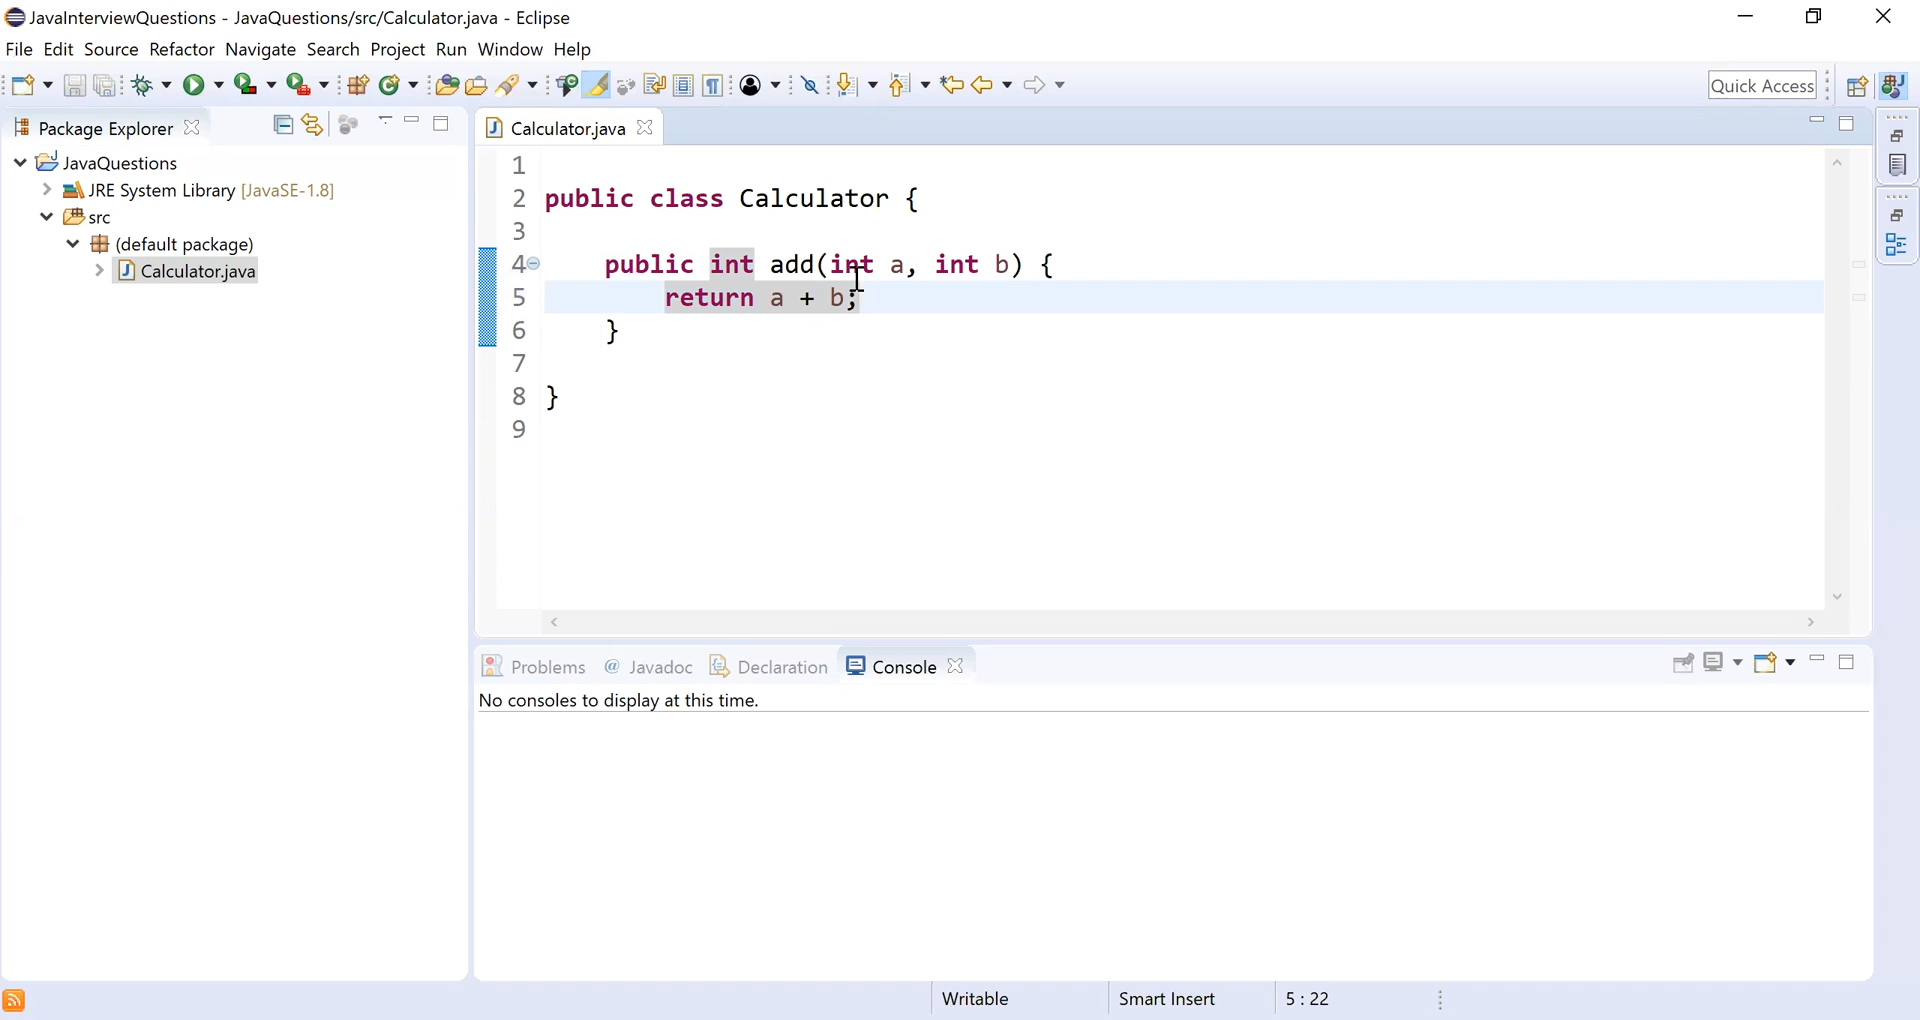 JavaInterviewQuestions - JavaQuestions/src/Calculator.java - Eclipse
File Edit Source Refactor Navigate Search Project Run Window Help
Quick Access
Package Explorer
JavaQuestions
JRE System Library [JavaSE-1.8]
src
(default package)
Calculator.java
Calculator.java
1
2 public class Calculator {
3
4 public int add(int a, int b) {
5 return a + b;
6 }
7
8 }
9
Problems @ Javadoc Declaration Console
No consoles to display at this time.
Writable Smart Insert 5 : 22